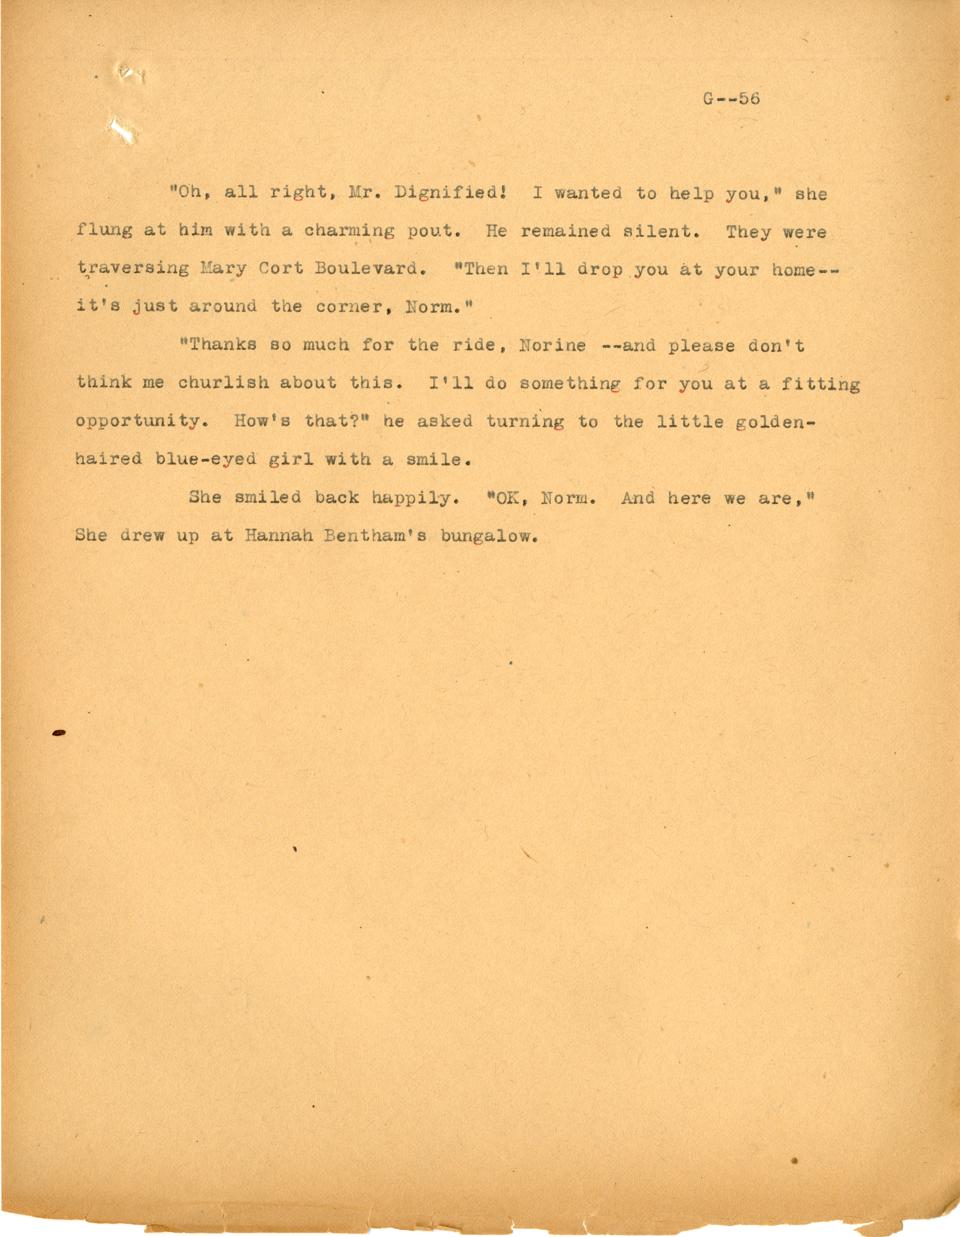 G--56
"Oh, all right, Mr. Dignified!  I wanted to help you," she
flung at him with a charming pout.  He remained silent.  They were
traversing Mary Cort Boulevard.  "Then I'll drop you at your home--
it's just around the corner, Norm."
"Thanks so much for the ride, Norine --and please don't
think me churlish about this.  I'll do something for you at a fitting
opportunity.  How's that?" he asked turning to the little golden-
haired blue-eyed girl with a smile.
She smiled back happily.  "OK, Norm.  And here we are,"
She drew up at Hannah Bentham's bungalow.